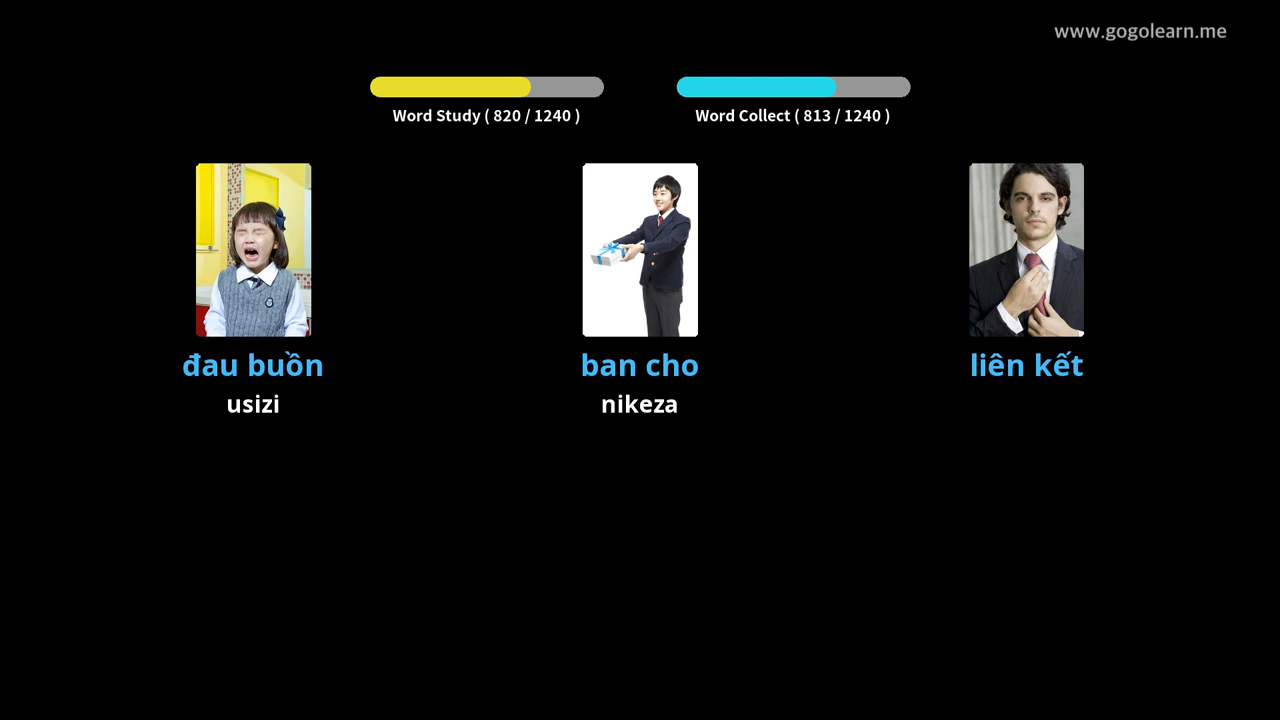 www.gogolearn.me
Word Study ( 820 / 1240 )
Word Collect ( 813 / 1240 )
đau buồn
ban cho
liên kết
usizi
nikeza